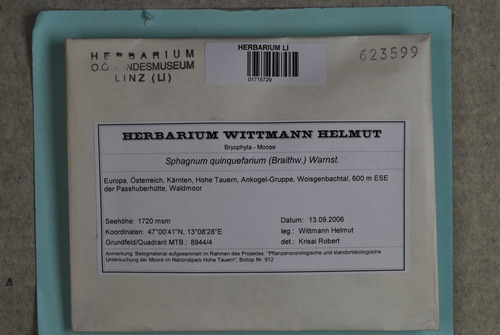 HERBARIUM
O.Ö. LANDESMUSEUM
LINZ (LI)
HERBARIUM LI
01715729
623599
HERBARIUM WITTMANN HELMUT
Bryophyta - Moose
Sphagnum quinquefarium (Braithw.) Warnst.
Europa, Österreich, Kärnten, Hohe Tauern, Ankogel-Gruppe, Woisgenbachtal, 600 m ESE
der Passhuberhütte, Waldmoor
Seehöhe: 1720 msm
Datum: 13.09.2006
Koordinaten: 47°00'41"N, 13°08'28"E
leg.: Wittmann Helmut
Grundfeld/Quadrant MTB.: 8944/4
det.: Krisai Robert
Anmerkung: Belegmaterial aufgesammelt im Rahmen des Projektes: "Pflanzensoziologische und standortökologische
Untersuchung der Moore im Nationalpark Hohe Tauern", Biotop Nr. 912